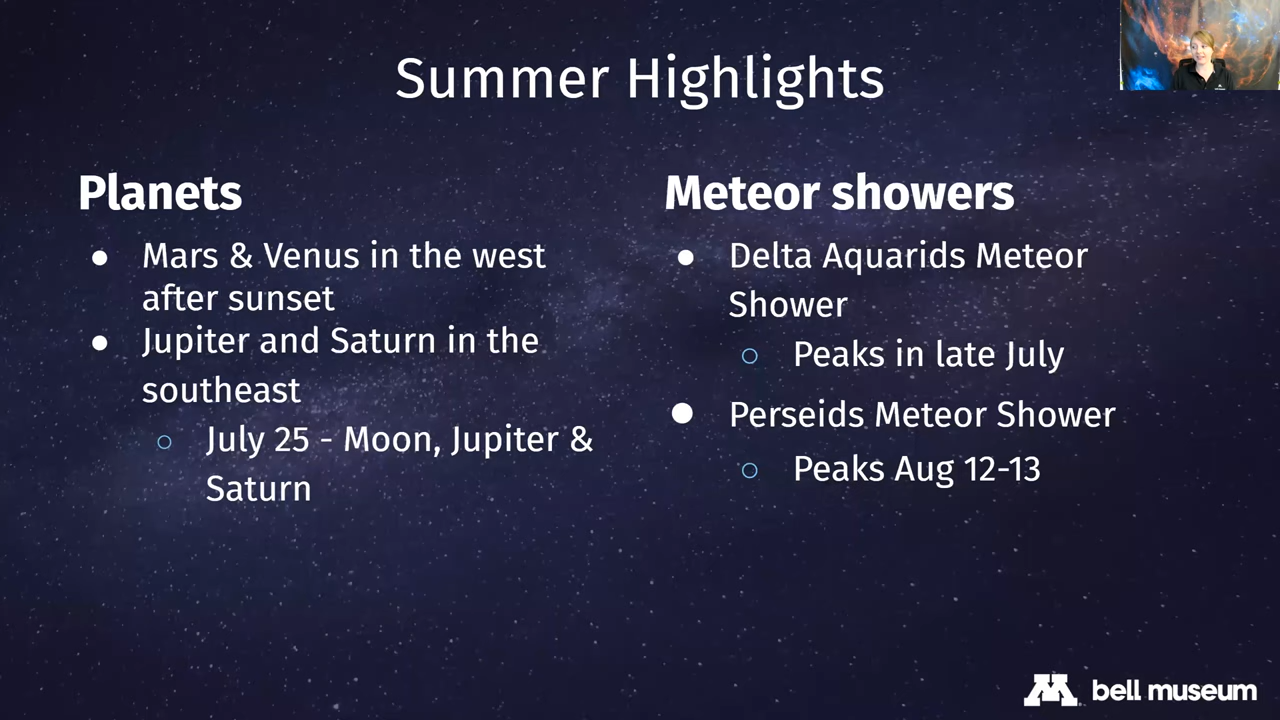 Summer Highlights
Planets
● Mars & Venus in the west
after sunset
● Jupiter and Saturn in the
southeast
○ July 25 - Moon, Jupiter &
Saturn
Meteor showers
● Delta Aquarids Meteor
Shower
○ Peaks in late July
● Perseids Meteor Shower
○ Peaks Aug 12-13
M bell museum